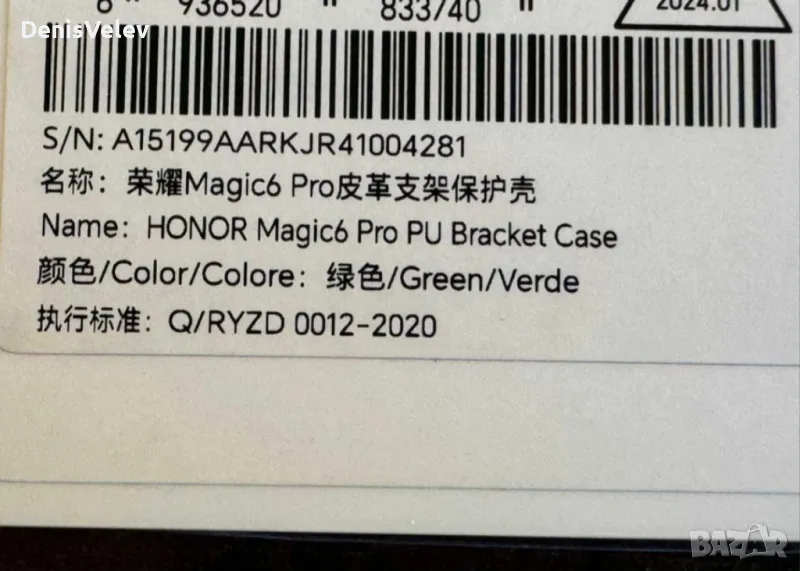 6 936520 833740
2024.01
DenisVelev
S/N: A15199AARKJR41004281
名称：荣耀Magic6 Pro皮革支架保护壳
Name：HONOR Magic6 Pro PU Bracket Case
颜色/Color/Colore：绿色/Green/Verde
执行标准：Q/RYZD 0012-2020
BAZAR